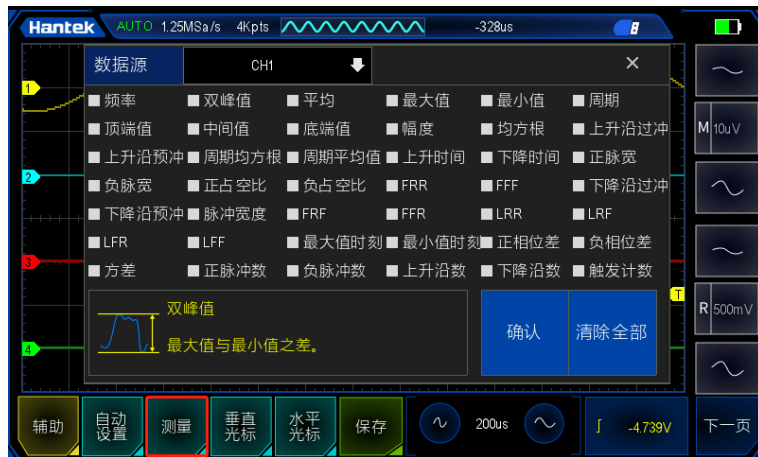 Hantek AUTO 1.25MSa/s 4Kpts -328us
数据源 CH1 ×
1
频率 双峰值 平均 最大值 最小值 周期
顶端值 中间值 底端值 幅度 均方根 上升沿过冲
M 10uV
上升沿预冲 周期均方根 周期平均值 上升时间 下降时间 正脉宽
2
负脉宽 正占空比 负占空比 FRR FFF 下降沿过冲
下降沿预冲 脉冲宽度 FRF FFR LRR LRF
LFR LFF 最大值时刻 最小值时刻 正相位差 负相位差
3
方差 正脉冲数 负脉冲数 上升沿数 下降沿数 触发计数
T
双峰值
R 500mV
确认 清除全部
最大值与最小值之差。
4
辅助 自动设置 测量 垂直光标 水平光标 保存 200us -4.739V 下一页